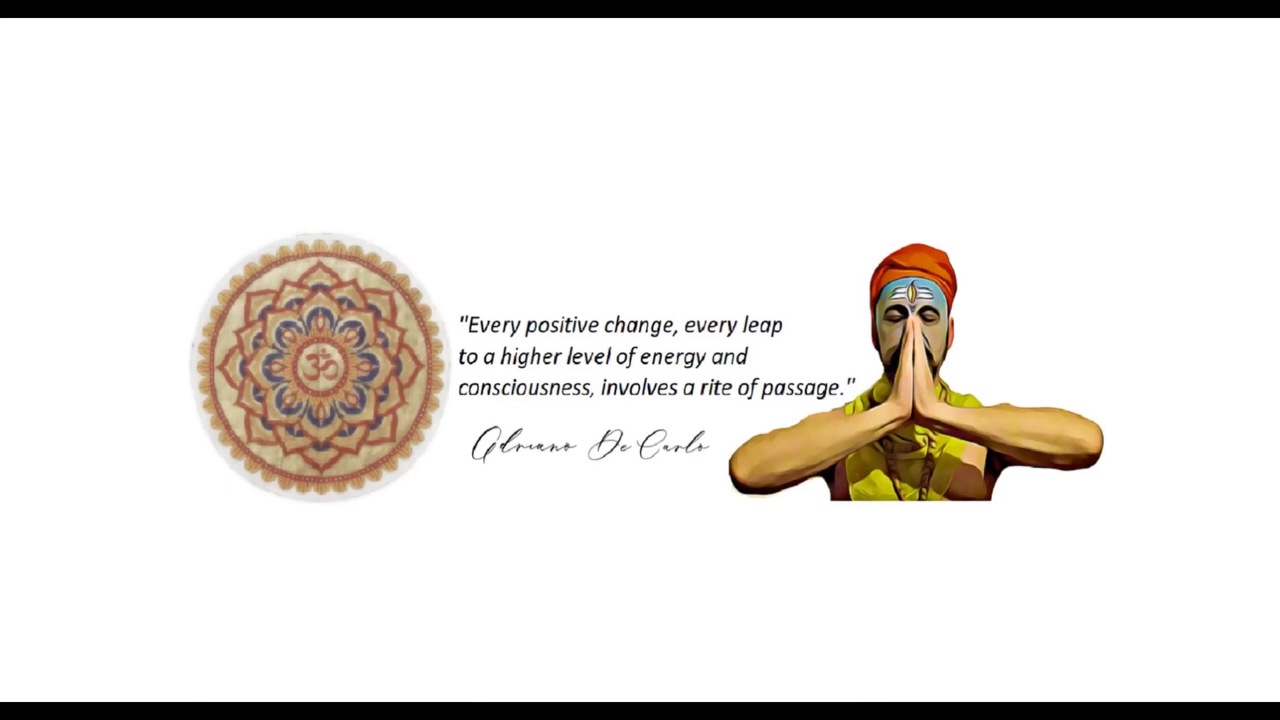 ॐ
"Every positive change, every leap
to a higher level of energy and
consciousness, involves a rite of passage."
Adriano De Carlo